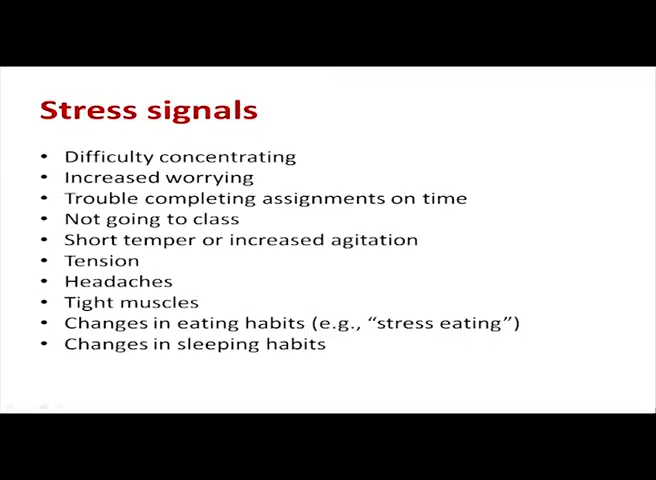 Stress signals
• Difficulty concentrating
• Increased worrying
• Trouble completing assignments on time
• Not going to class
• Short temper or increased agitation
• Tension
• Headaches
• Tight muscles
• Changes in eating habits (e.g., “stress eating”)
• Changes in sleeping habits